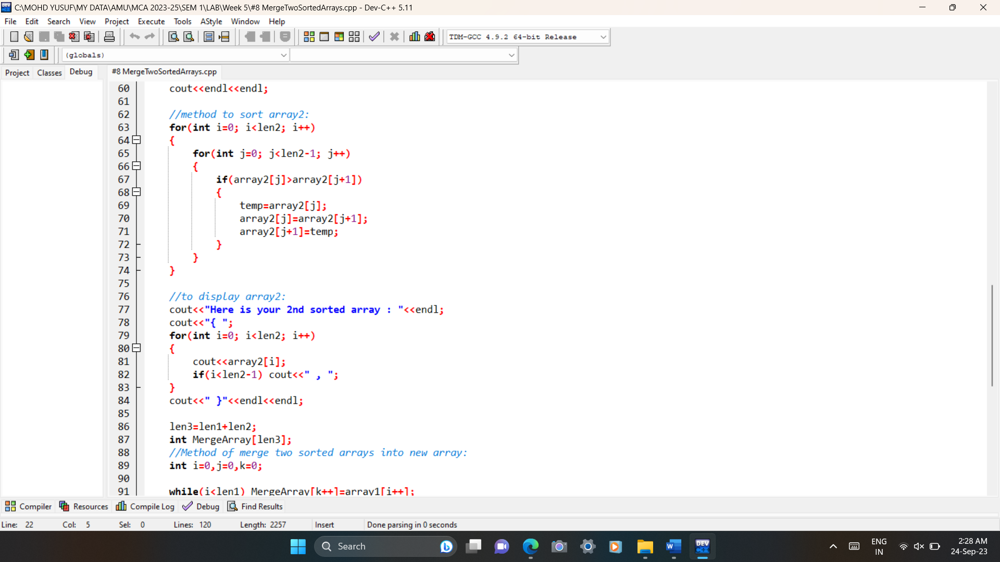 C:\MOHD YUSUF\MY DATA\AMU\MCA 2023-25\SEM 1\LAB\Week 5\#8 MergeTwoSortedArrays.cpp - Dev-C++ 5.11
File Edit Search View Project Execute Tools AStyle Window Help
TDM-GCC 4.9.2 64-bit Release
(globals)
Project Classes Debug #8 MergeTwoSortedArrays.cpp
60 cout<<endl<<endl;
61
62 //method to sort array2:
63 for(int i=0; i<len2; i++)
64 {
65 for(int j=0; j<len2-1; j++)
66 {
67 if(array2[j]>array2[j+1])
68 {
69 temp=array2[j];
70 array2[j]=array2[j+1];
71 array2[j+1]=temp;
72 }
73 }
74 }
75
76 //to display array2:
77 cout<<"Here is your 2nd sorted array : "<<endl;
78 cout<<"{ ";
79 for(int i=0; i<len2; i++)
80 {
81 cout<<array2[i];
82 if(i<len2-1) cout<<" , ";
83 }
84 cout<<" }"<<endl<<endl;
85
86 len3=len1+len2;
87 int MergeArray[len3];
88 //Method of merge two sorted arrays into new array:
89 int i=0,j=0,k=0;
90
91 while(i<len1) MergeArray[k++]=array1[i++];
Compiler Resources Compile Log Debug Find Results
Line: 22 Col: 5 Sel: 0 Lines: 120 Length: 2257 Insert Done parsing in 0 seconds
Search
DEV C++
ENG
IN
2:28 AM
24-Sep-23